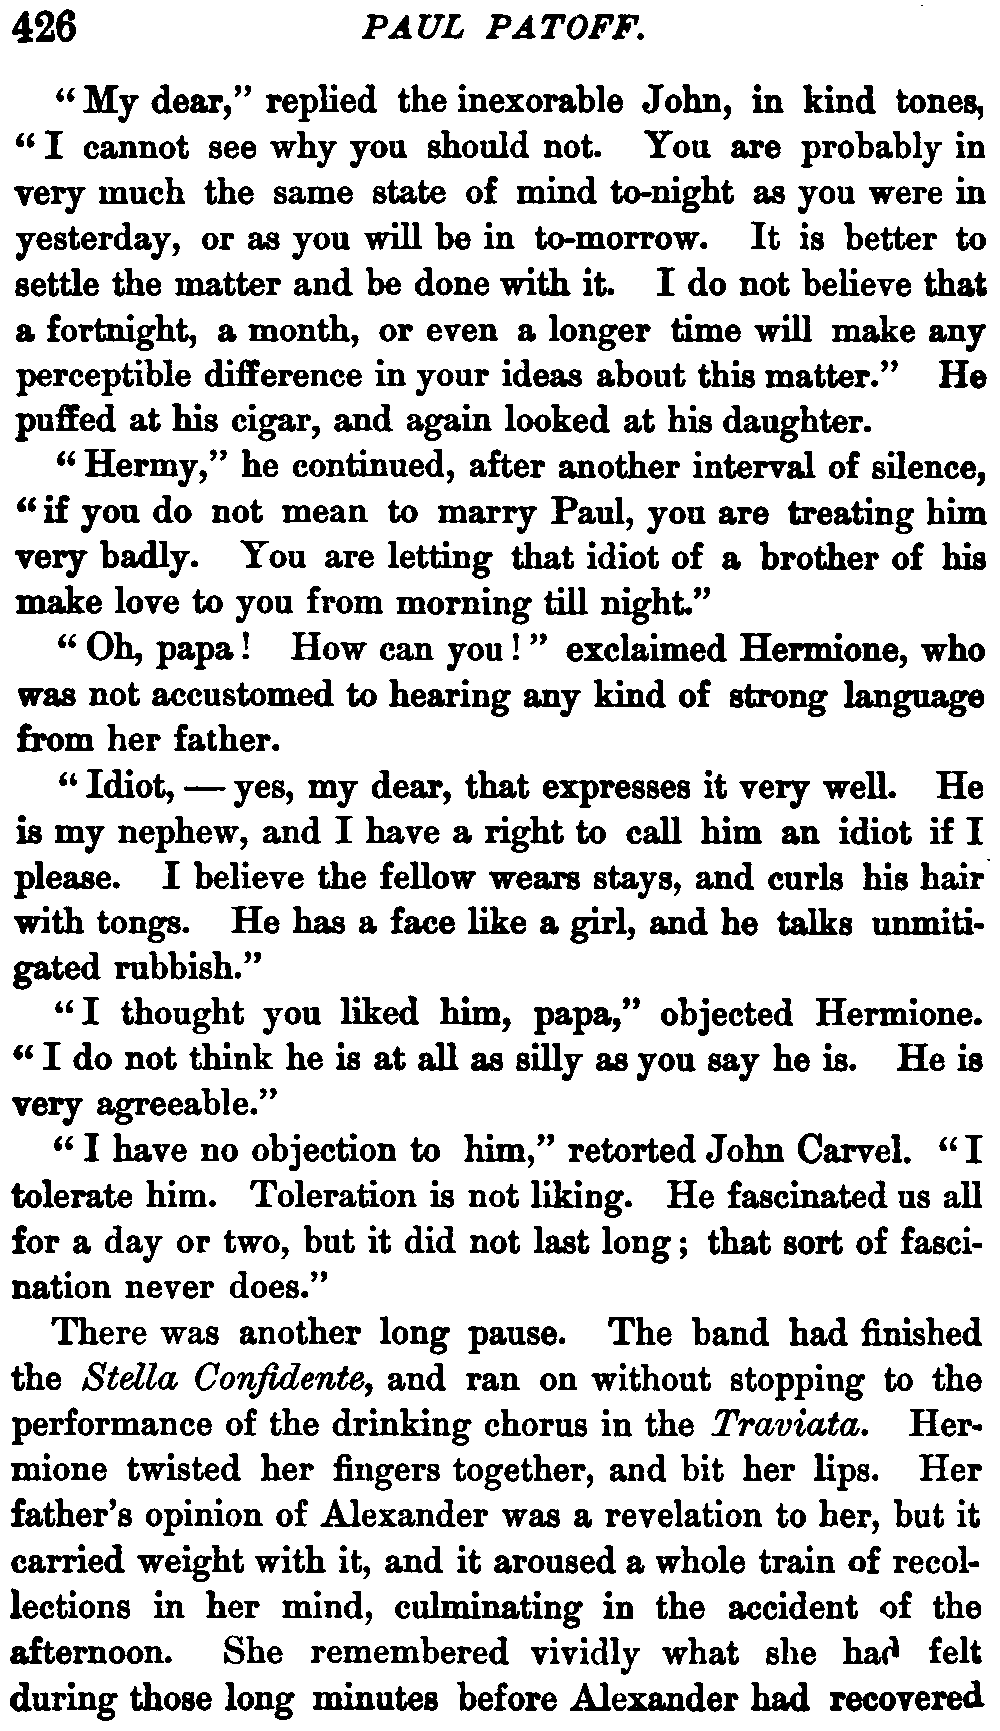 426 PAUL PATOFF.
“ My dear,” replied the inexorable John, in kind tones,
“ I cannot see why you should not. You are probably in
very much the same state of mind to-night as you were in
yesterday, or as you will be in to-morrow. It is better to
settle the matter and be done with it. I do not believe that
a fortnight, a month, or even a longer time will make any
perceptible difference in your ideas about this matter.” He
puffed at his cigar, and again looked at his daughter.
“ Hermy,” he continued, after another interval of silence,
“ if you do not mean to marry Paul, you are treating him
very badly. You are letting that idiot of a brother of his
make love to you from morning till night.”
“ Oh, papa ! How can you ! ” exclaimed Hermione, who
was not accustomed to hearing any kind of strong language
from her father.
“ Idiot, — yes, my dear, that expresses it very well. He
is my nephew, and I have a right to call him an idiot if I
please. I believe the fellow wears stays, and curls his hair
with tongs. He has a face like a girl, and he talks unmiti-
gated rubbish.”
“ I thought you liked him, papa,” objected Hermione.
“ I do not think he is at all as silly as you say he is. He is
very agreeable.”
“ I have no objection to him,” retorted John Carvel. “ I
tolerate him. Toleration is not liking. He fascinated us all
for a day or two, but it did not last long ; that sort of fasci-
nation never does.”
There was another long pause. The band had finished
the Stella Confidente, and ran on without stopping to the
performance of the drinking chorus in the Traviata. Her-
mione twisted her fingers together, and bit her lips. Her
father’s opinion of Alexander was a revelation to her, but it
carried weight with it, and it aroused a whole train of recol-
lections in her mind, culminating in the accident of the
afternoon. She remembered vividly what she had felt
during those long minutes before Alexander had recovered